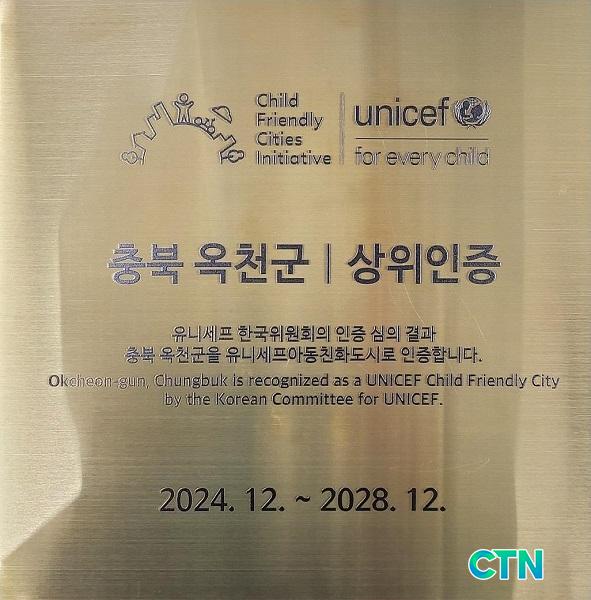 Child
Friendly
Cities
Initiative
unicef
for every child
충북 옥천군 | 상위인증
유니세프 한국위원회의 인증 심의 결과
충북 옥천군을 유니세프아동친화도시로 인증합니다.
Okcheon-gun, Chungbuk is recognized as a UNICEF Child Friendly City
by the Korean Committee for UNICEF.
2024. 12. ~ 2028. 12.
CTN